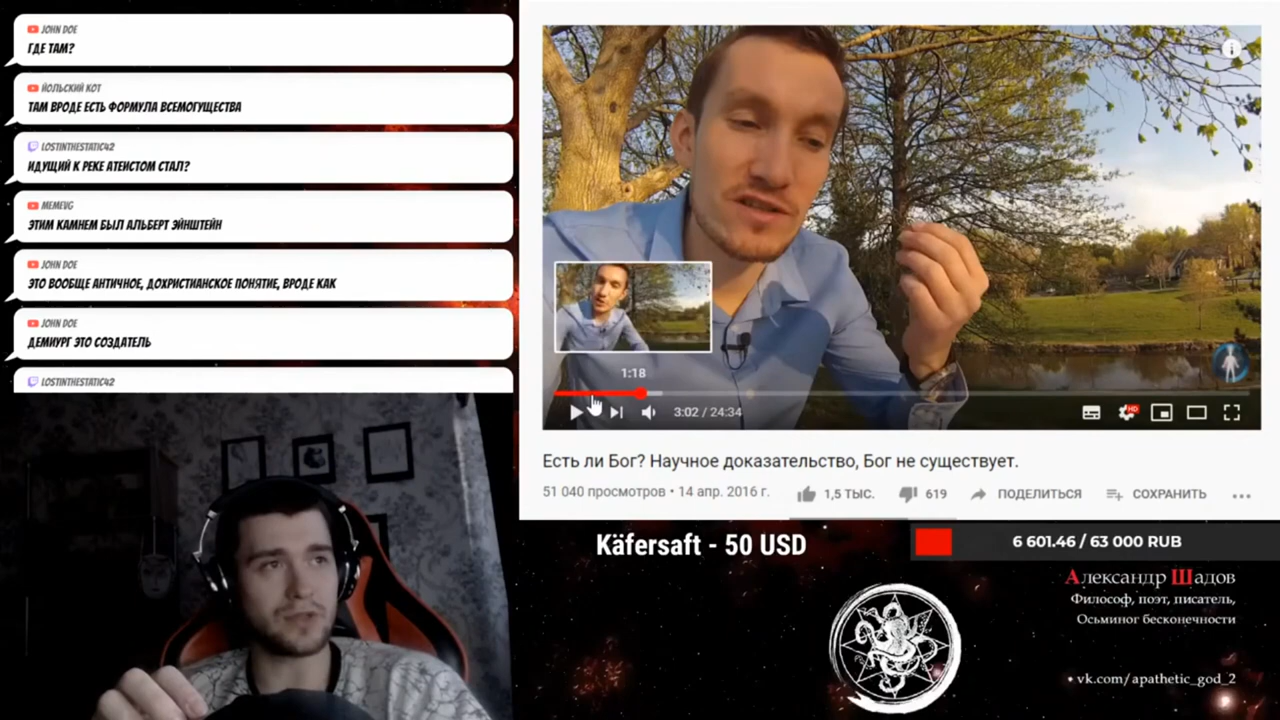 JOHN DOE
ГДЕ ТАМ?
ЙОЛЬСКИЙ КОТ
ТАМ ВРОДЕ ЕСТЬ ФОРМУЛА ВСЕМОГУЩЕСТВА
LOSTINTHESTATIC42
ИДУЩИЙ К РЕКЕ АТЕИСТОМ СТАЛ?
MEMEVG
ЭТИМ КАМНЕМ БЫЛ АЛЬБЕРТ ЭЙНШТЕЙН
JOHN DOE
ЭТО ВООБЩЕ АНТИЧНОЕ, ДОХРИСТИАНСКОЕ ПОНЯТИЕ, ВРОДЕ КАК
JOHN DOE
ДЕМИУРГ ЭТО СОЗДАТЕЛЬ
LOSTINTHESTATIC42
1:18
3:02 / 24:34
HD
Есть ли Бог? Научное доказательство, Бог не существует.
51 040 просмотров • 14 апр. 2016 г.
1,5 ТЫС.
619
ПОДЕЛИТЬСЯ
СОХРАНИТЬ
Käfersaft - 50 USD
6 601.46 / 63 000 RUB
Александр Шадов
Философ, поэт, писатель,
Осьминог бесконечности
• vk.com/apathetic_god_2